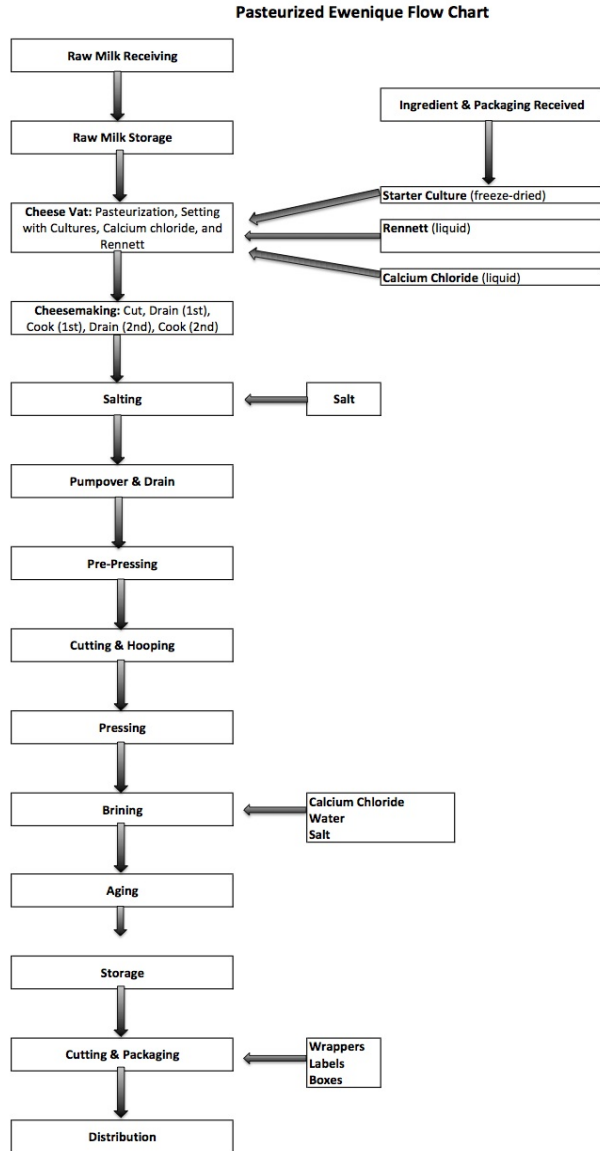 Pasteurized Ewenique Flow Chart
Raw Milk Receiving
Ingredient & Packaging Received
Raw Milk Storage
Starter Culture (freeze-dried)
Cheese Vat: Pasteurization, Setting
with Cultures, Calcium chloride, and
Rennett
Rennett (liquid)
Calcium Chloride (liquid)
Cheesemaking: Cut, Drain (1st),
Cook (1st), Drain (2nd), Cook (2nd)
Salting
Salt
Pumpover & Drain
Pre-Pressing
Cutting & Hooping
Pressing
Brining
Calcium Chloride
Water
Salt
Aging
Storage
Cutting & Packaging
Wrappers
Labels
Boxes
Distribution